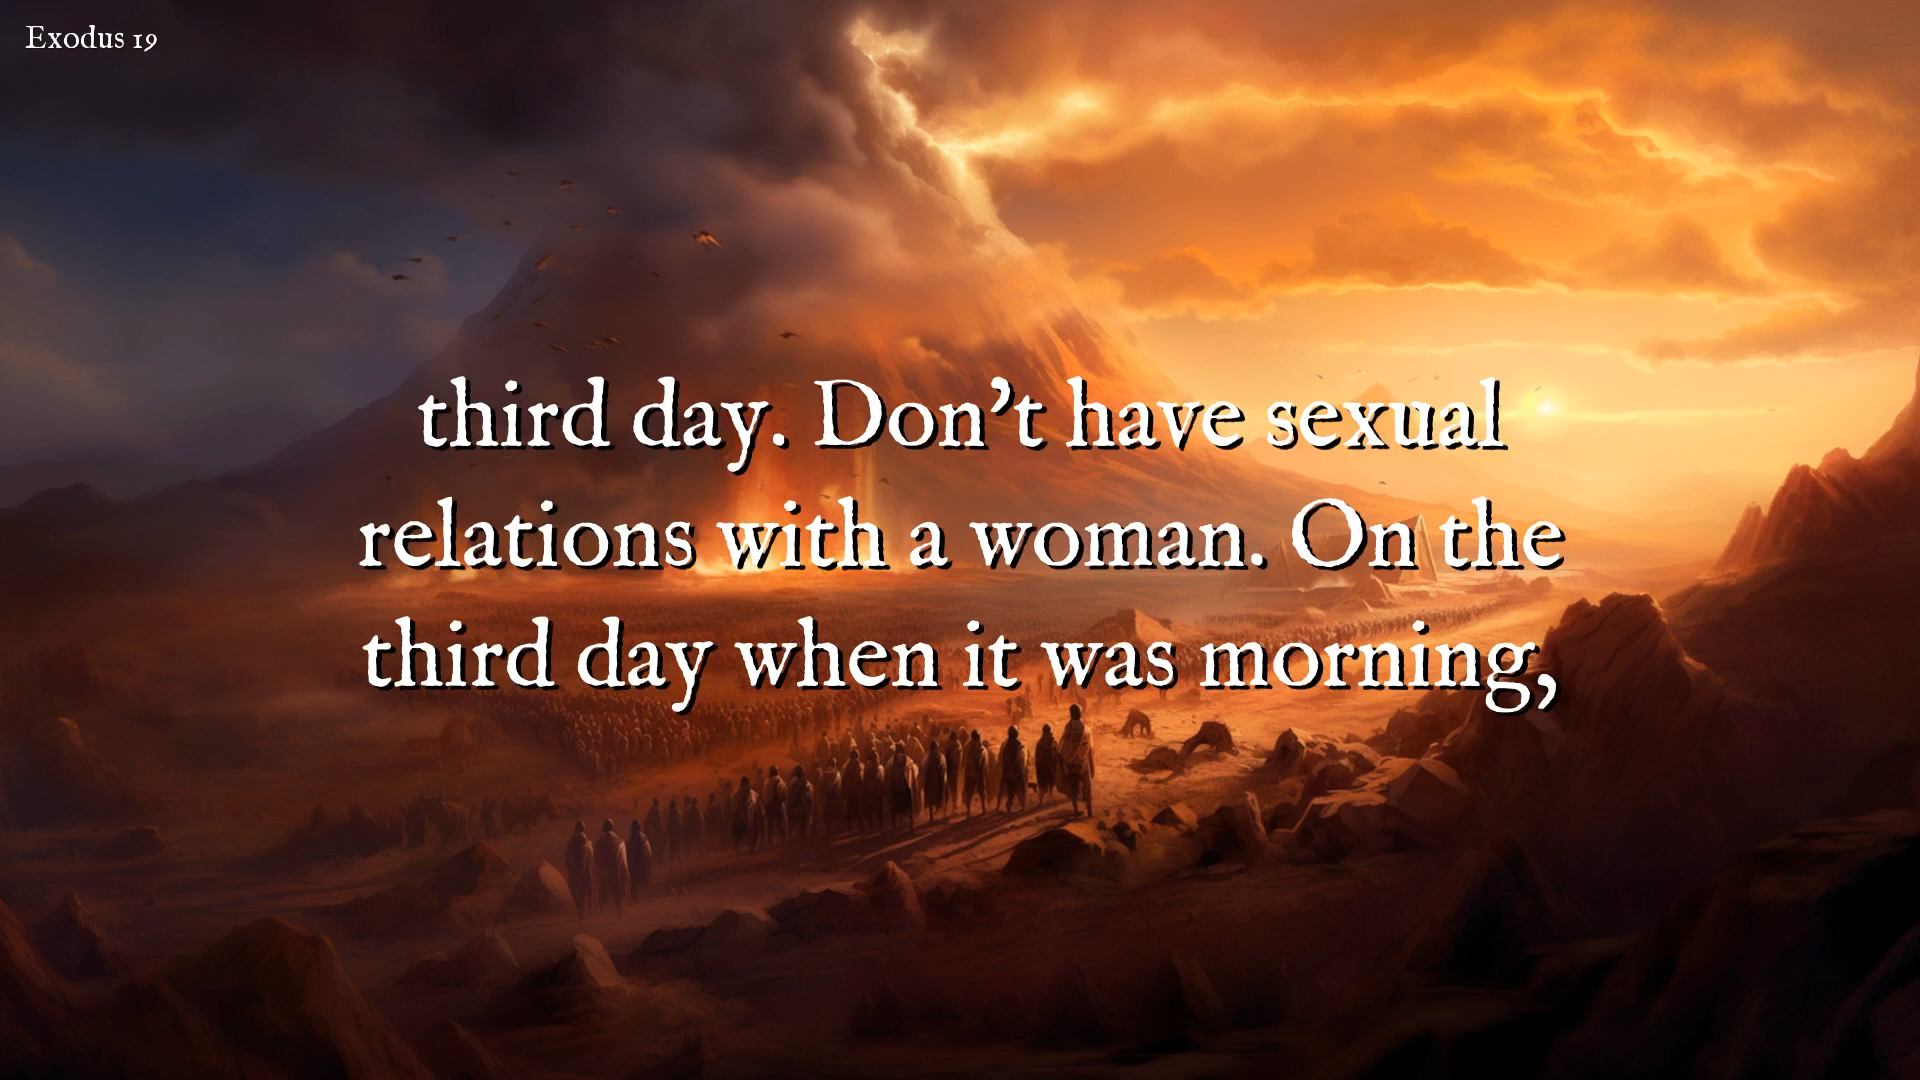 Exodus 19
third day. Don’t have sexual
relations with a woman. On the
third day when it was morning,